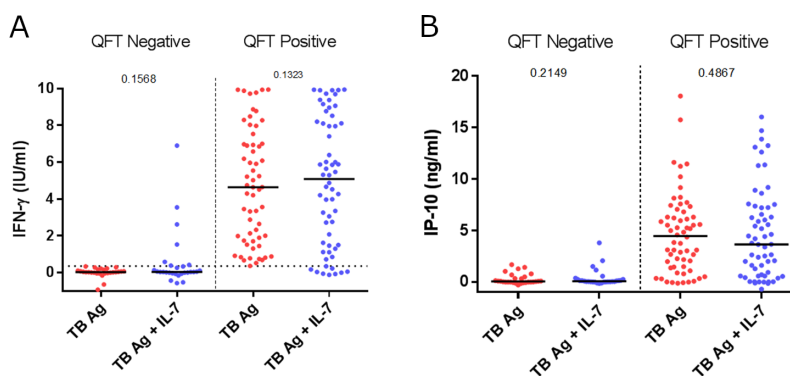 A
QFT Negative
QFT Positive
0.1568
0.1323
IFN-γ (IU/ml)
10
8
6
4
2
0
TB Ag
TB Ag + IL-7
TB Ag
TB Ag + IL-7
B
QFT Negative
QFT Positive
0.2149
0.4867
IP-10 (ng/ml)
20
15
10
5
0
TB Ag
TB Ag + IL-7
TB Ag
TB Ag + IL-7